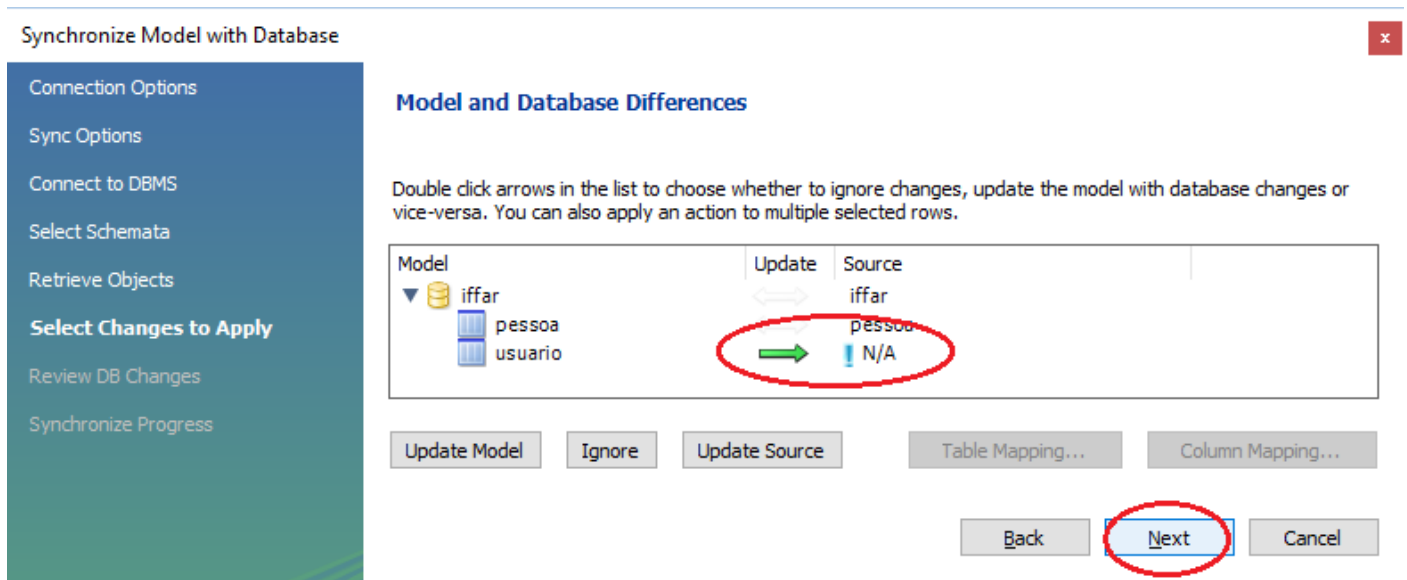 Synchronize Model with Database
x
Connection Options
Sync Options
Connect to DBMS
Select Schemata
Retrieve Objects
Select Changes to Apply
Review DB Changes
Synchronize Progress
Model and Database Differences
Double click arrows in the list to choose whether to ignore changes, update the model with database changes or
vice-versa. You can also apply an action to multiple selected rows.
Model Update Source
iffar iffar
pessoa pessoa
usuario ! N/A
Update Model Ignore Update Source Table Mapping... Column Mapping...
Back Next Cancel